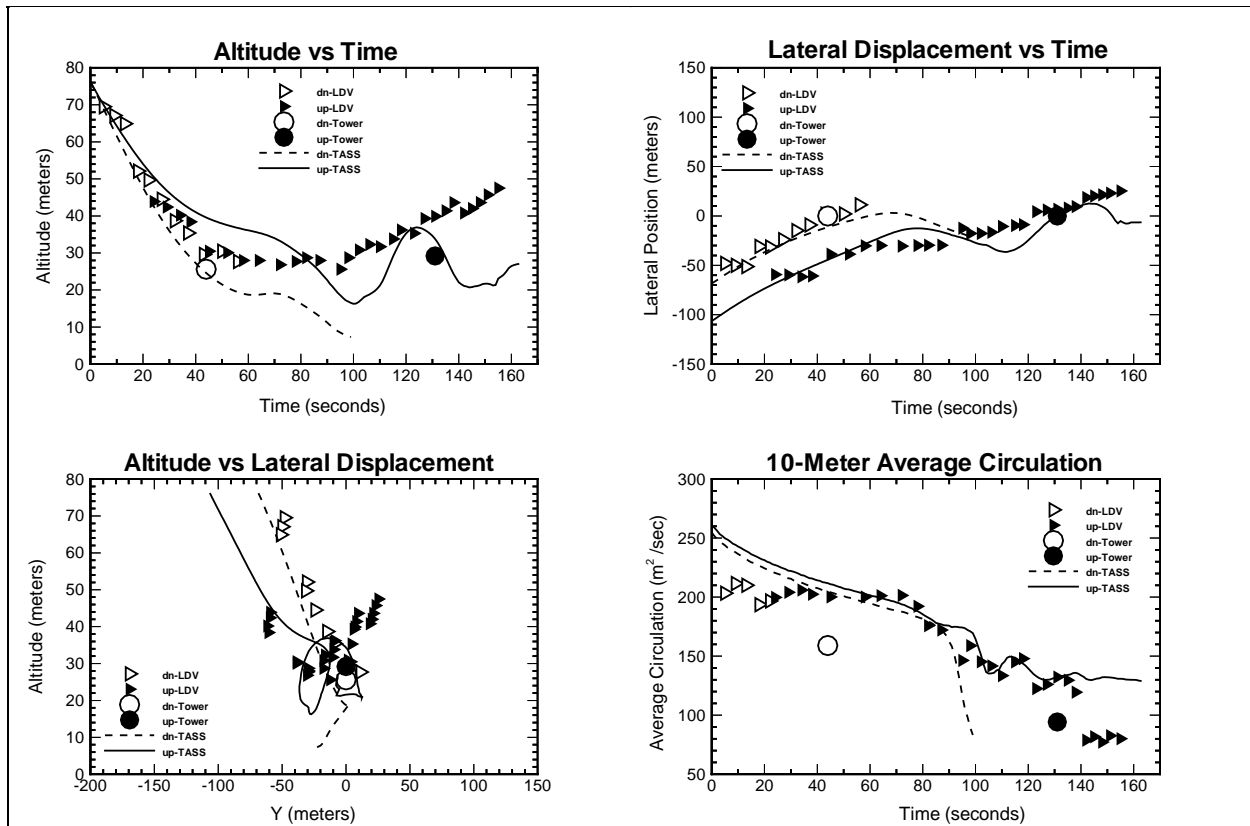 Altitude vs Time
80
70
60
50
40
30
20
10
0
0 20 40 60 80 100 120 140 160
Altitude (meters)
Time (seconds)
dn-LDV
up-LDV
dn-Tower
up-Tower
dn-TASS
up-TASS
Lateral Displacement vs Time
150
100
50
0
-50
-100
-150
0 20 40 60 80 100 120 140 160
Lateral Position (meters)
Time (seconds)
dn-LDV
up-LDV
dn-Tower
up-Tower
dn-TASS
up-TASS
Altitude vs Lateral Displacement
80
70
60
50
40
30
20
10
0
-200 -150 -100 -50 0 50 100 150
Altitude (meters)
Y (meters)
dn-LDV
up-LDV
dn-Tower
up-Tower
dn-TASS
up-TASS
10-Meter Average Circulation
300
250
200
150
100
50
0 20 40 60 80 100 120 140 160
Average Circulation (m² /sec)
Time (seconds)
dn-LDV
up-LDV
dn-Tower
up-Tower
dn-TASS
up-TASS